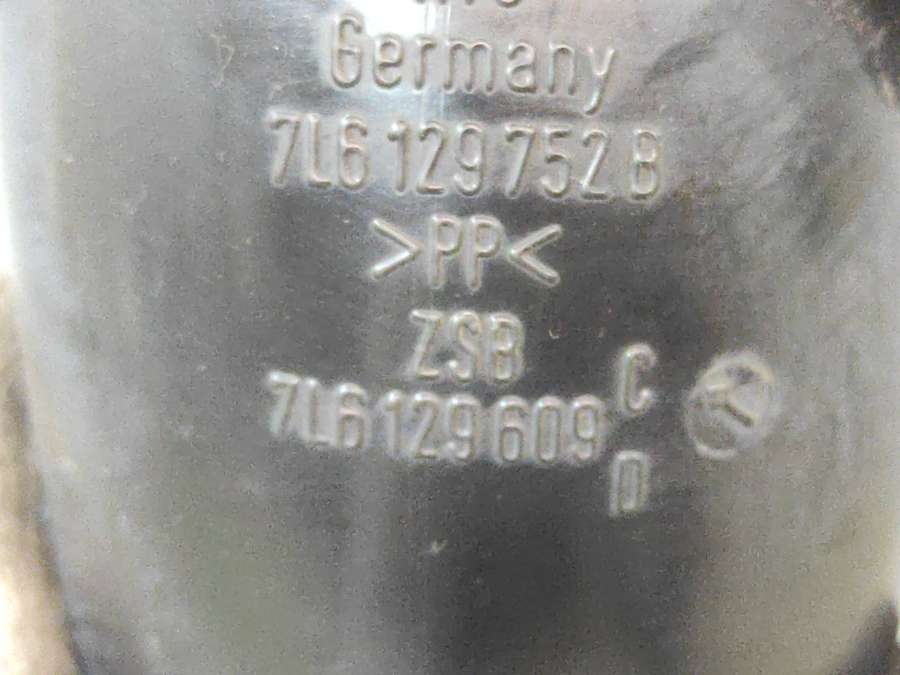 Germany
7L6 129 752 B
>PP<
ZSB
7L6 129 609 C
D